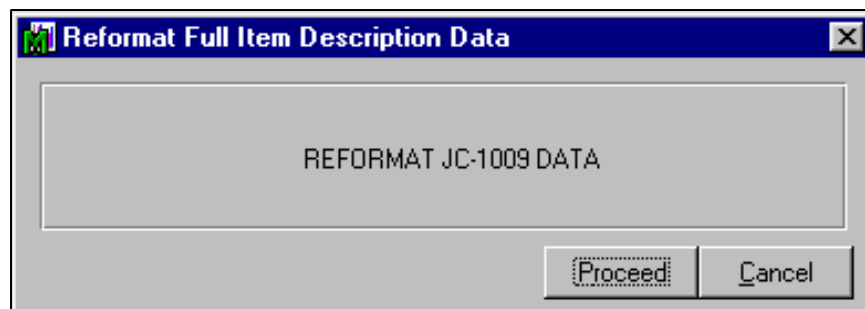 Reformat Full Item Description Data
REFORMAT JC-1009 DATA
Proceed Cancel